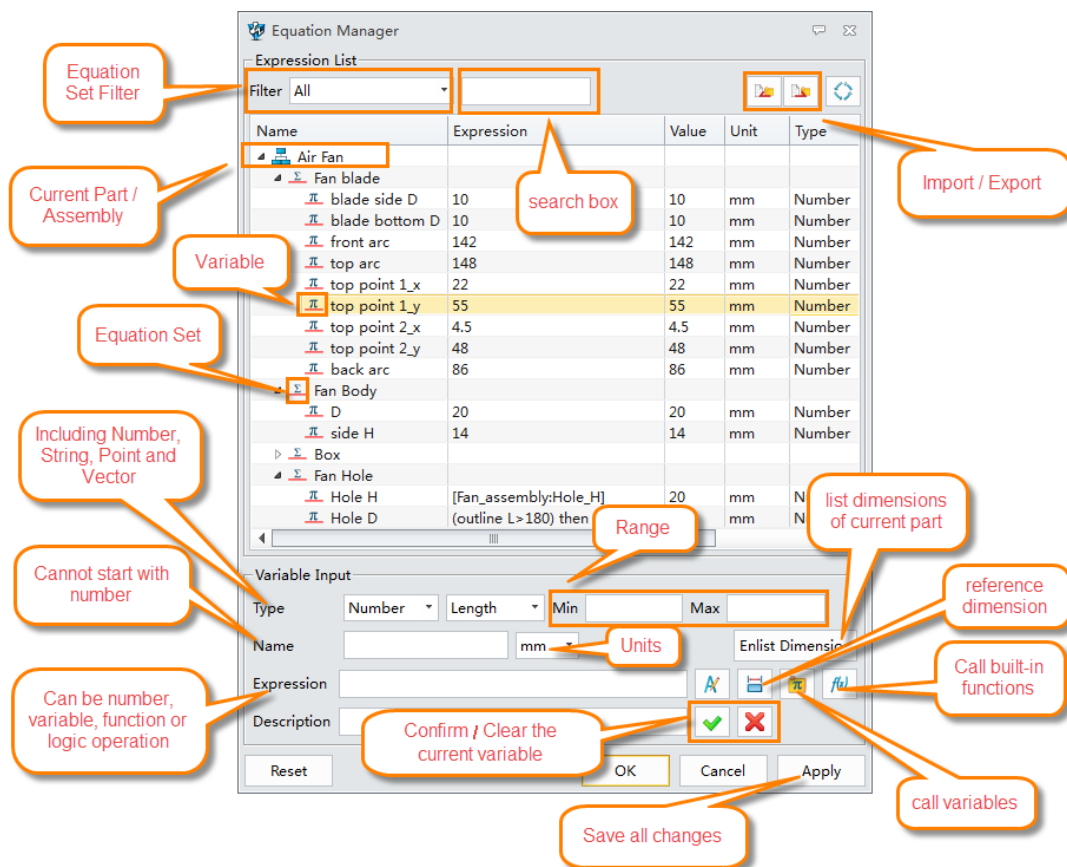 Equation Manager
Expression List
Equation
Set Filter
Filter All
Name Expression Value Unit Type
Air Fan
Current Part /
Assembly
search box
Import / Export
Fan blade
blade side D 10 10 mm Number
blade bottom D 10 10 mm Number
front arc 142 142 mm Number
Variable
top arc 148 148 mm Number
top point 1_x 22 22 mm Number
top point 1_y 55 55 mm Number
Equation Set
top point 2_x 4.5 4.5 mm Number
top point 2_y 48 48 mm Number
back arc 86 86 mm Number
Fan Body
D 20 20 mm Number
side H 14 14 mm Number
Including Number,
String, Point and
Vector
Box
Fan Hole
Hole H [Fan_assembly:Hole_H] 20 mm N
Hole D (outline L>180) then mm N
list dimensions
of current part
Range
Cannot start with
number
Variable Input
Type Number Length Min Max
reference
dimension
Name mm Units Enlist Dimension
Call built-in
functions
Expression f(x)
Can be number,
variable, function or
logic operation
Description
Confirm / Clear the
current variable
Reset OK Cancel Apply
call variables
Save all changes